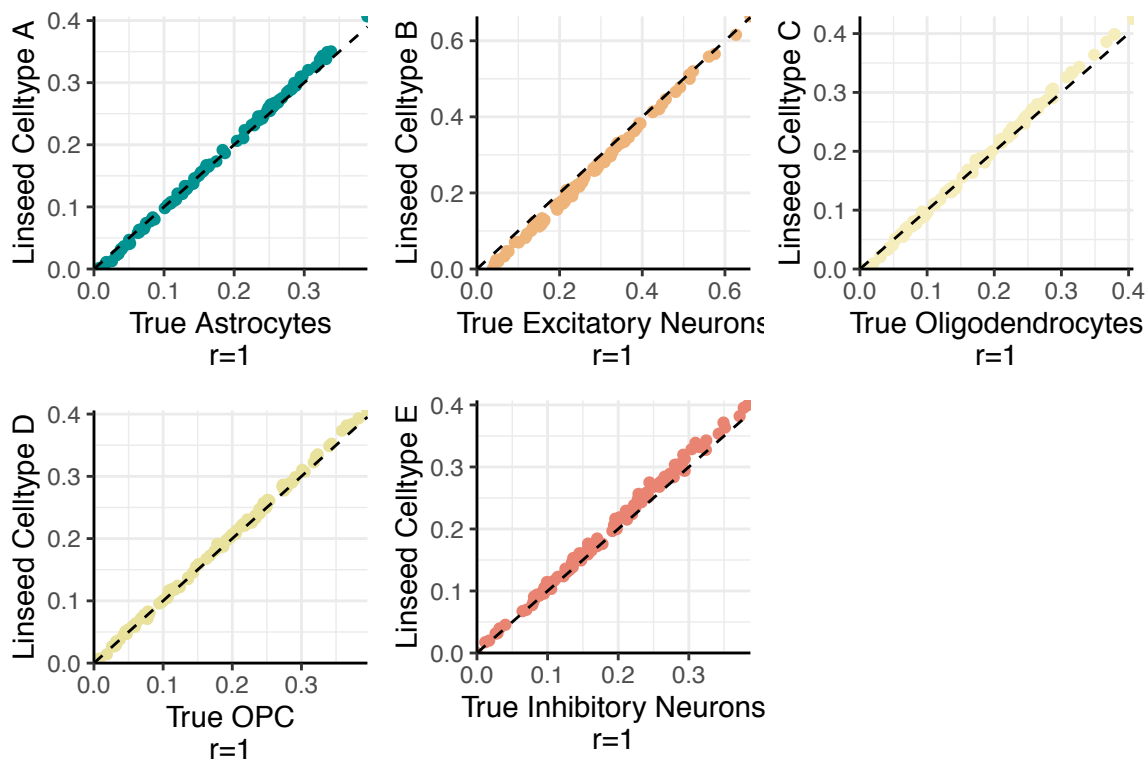 Linseed Celltype A
0.4
0.3
0.2
0.1
0.0
0.0 0.1 0.2 0.3
True Astrocytes
r=1
Linseed Celltype B
0.6
0.4
0.2
0.0
0.0 0.2 0.4 0.6
True Excitatory Neurons
r=1
Linseed Celltype C
0.4
0.3
0.2
0.1
0.0
0.0 0.1 0.2 0.3 0.4
True Oligodendrocytes
r=1
Linseed Celltype D
0.4
0.3
0.2
0.1
0.0
0.0 0.1 0.2 0.3
True OPC
r=1
Linseed Celltype E
0.4
0.3
0.2
0.1
0.0
0.0 0.1 0.2 0.3
True Inhibitory Neurons
r=1